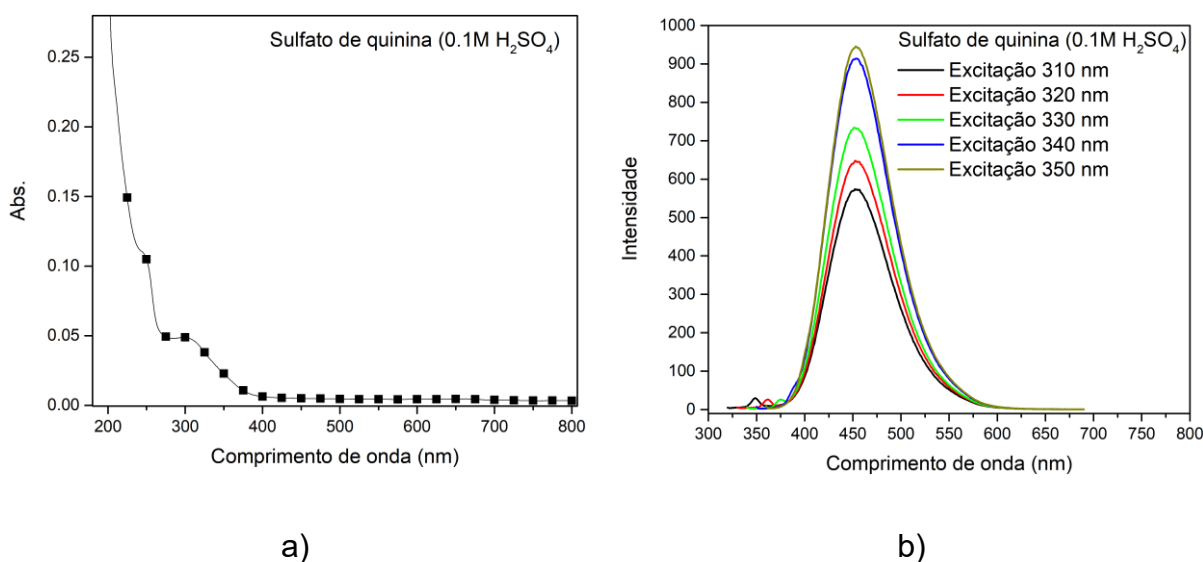 Sulfato de quinina (0.1M H₂SO₄)
0.25
0.20
0.15
0.10
0.05
0.00
Abs.
200 300 400 500 600 700 800
Comprimento de onda (nm)
a)
Sulfato de quinina (0.1M H₂SO₄)
Excitação 310 nm
Excitação 320 nm
Excitação 330 nm
Excitação 340 nm
Excitação 350 nm
1000
900
800
700
600
500
400
300
200
100
0
Intensidade
300 350 400 450 500 550 600 650 700 750 800
Comprimento de onda (nm)
b)